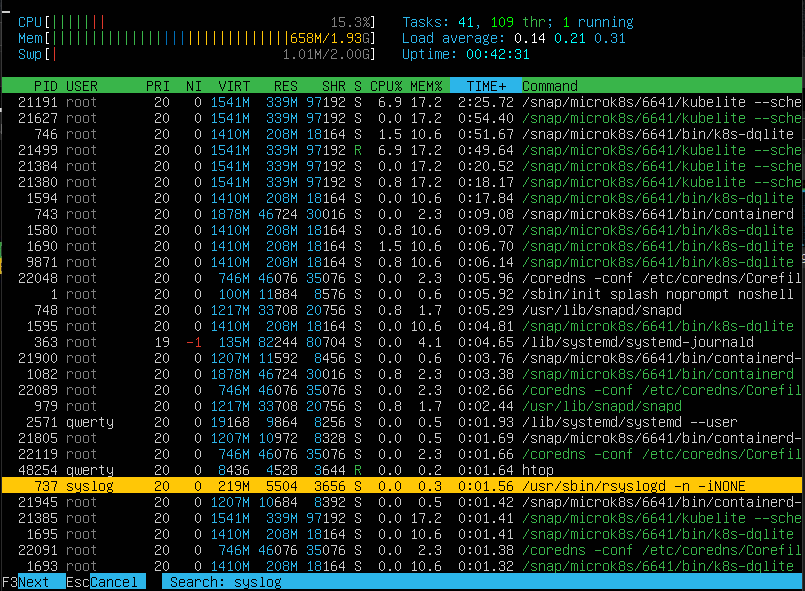 CPU[||||||| 15.3%] Tasks: 41, 109 thr; 1 running
Mem[||||||||||||||||||||||||||||||658M/1.93G] Load average: 0.14 0.21 0.31
Swp[| 1.01M/2.00G] Uptime: 00:42:31
PID USER PRI NI VIRT RES SHR S CPU% MEM% TIME+ Command
21191 root 20 0 1541M 339M 97192 S 6.9 17.2 2:25.72 /snap/microk8s/6641/kubelite --sche
21627 root 20 0 1541M 339M 97192 S 0.0 17.2 0:54.40 /snap/microk8s/6641/kubelite --sche
746 root 20 0 1410M 208M 18164 S 1.5 10.6 0:51.67 /snap/microk8s/6641/bin/k8s-dqlite
21499 root 20 0 1541M 339M 97192 R 6.9 17.2 0:49.64 /snap/microk8s/6641/kubelite --sche
21384 root 20 0 1541M 339M 97192 S 0.0 17.2 0:20.52 /snap/microk8s/6641/kubelite --sche
21380 root 20 0 1541M 339M 97192 S 0.8 17.2 0:18.17 /snap/microk8s/6641/kubelite --sche
1594 root 20 0 1410M 208M 18164 S 0.0 10.6 0:17.84 /snap/microk8s/6641/bin/k8s-dqlite
743 root 20 0 1878M 46724 30016 S 0.0 2.3 0:09.08 /snap/microk8s/6641/bin/containerd
1580 root 20 0 1410M 208M 18164 S 0.8 10.6 0:09.07 /snap/microk8s/6641/bin/k8s-dqlite
1690 root 20 0 1410M 208M 18164 S 1.5 10.6 0:06.70 /snap/microk8s/6641/bin/k8s-dqlite
9871 root 20 0 1410M 208M 18164 S 0.8 10.6 0:06.14 /snap/microk8s/6641/bin/k8s-dqlite
22048 root 20 0 746M 46076 35076 S 0.0 2.3 0:05.96 /coredns -conf /etc/coredns/Corefil
1 root 20 0 100M 11884 8576 S 0.0 0.6 0:05.92 /sbin/init splash noprompt noshell
748 root 20 0 1217M 33708 20756 S 0.8 1.7 0:05.29 /usr/lib/snapd/snapd
1595 root 20 0 1410M 208M 18164 S 0.0 10.6 0:04.81 /snap/microk8s/6641/bin/k8s-dqlite
363 root 19 -1 135M 82244 80704 S 0.0 4.1 0:04.65 /lib/systemd/systemd-journald
21900 root 20 0 1207M 11592 8456 S 0.0 0.6 0:03.76 /snap/microk8s/6641/bin/containerd-
1082 root 20 0 1878M 46724 30016 S 0.8 2.3 0:03.38 /snap/microk8s/6641/bin/containerd
22089 root 20 0 746M 46076 35076 S 0.0 2.3 0:02.66 /coredns -conf /etc/coredns/Corefil
979 root 20 0 1217M 33708 20756 S 0.8 1.7 0:02.44 /usr/lib/snapd/snapd
2571 qwerty 20 0 19168 9864 8256 S 0.0 0.5 0:01.93 /lib/systemd/systemd --user
21805 root 20 0 1207M 10972 8328 S 0.0 0.5 0:01.69 /snap/microk8s/6641/bin/containerd-
22119 root 20 0 746M 46076 35076 S 0.0 2.3 0:01.66 /coredns -conf /etc/coredns/Corefil
48254 qwerty 20 0 8436 4528 3644 R 0.0 0.2 0:01.64 htop
737 syslog 20 0 219M 5504 3656 S 0.0 0.3 0:01.56 /usr/sbin/rsyslogd -n -iNONE
21945 root 20 0 1207M 10684 8392 S 0.0 0.5 0:01.42 /snap/microk8s/6641/bin/containerd-
21385 root 20 0 1541M 339M 97192 S 0.0 17.2 0:01.41 /snap/microk8s/6641/kubelite --sche
1695 root 20 0 1410M 208M 18164 S 0.0 10.6 0:01.41 /snap/microk8s/6641/bin/k8s-dqlite
22091 root 20 0 746M 46076 35076 S 0.0 2.3 0:01.38 /coredns -conf /etc/coredns/Corefil
1693 root 20 0 1410M 208M 18164 S 0.0 10.6 0:01.32 /snap/microk8s/6641/bin/k8s-dqlite
F3Next EscCancel Search: syslog